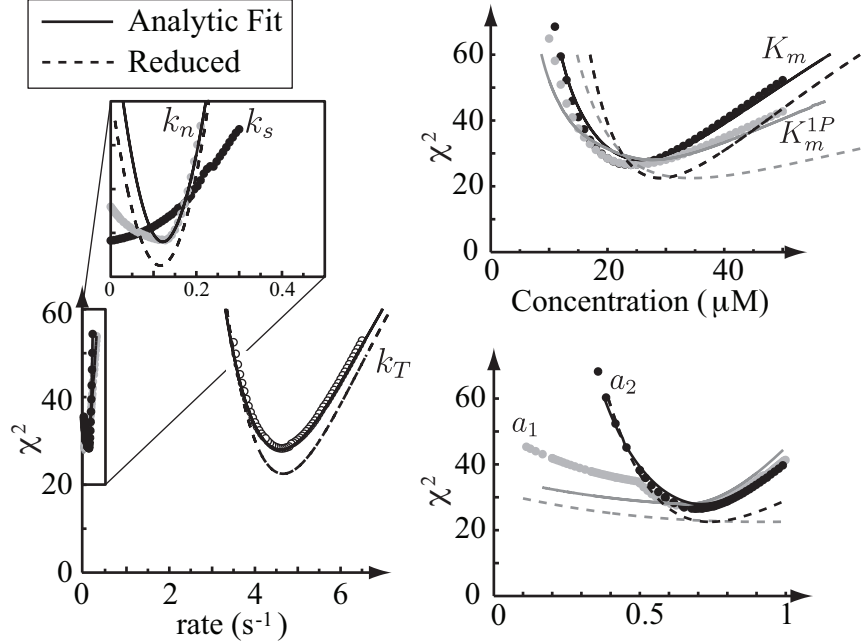 Analytic Fit
Reduced
k_n
k_s
0
0.2
0.4
60
40
20
0
χ²
k_T
0
2
4
6
rate (s⁻¹)
60
40
20
0
χ²
K_m
K_m^{1P}
0
20
40
Concentration (μM)
60
40
20
0
χ²
a₁
a₂
0
0.5
1